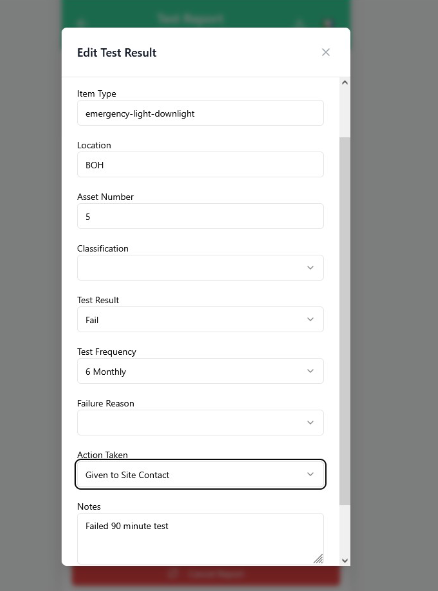 Test Report
Edit Test Result
Item Type
emergency-light-downlight
Location
BOH
Asset Number
5
Classification
Test Result
Fail
Test Frequency
6 Monthly
Failure Reason
Action Taken
Given to Site Contact
Notes
Failed 90 minute test